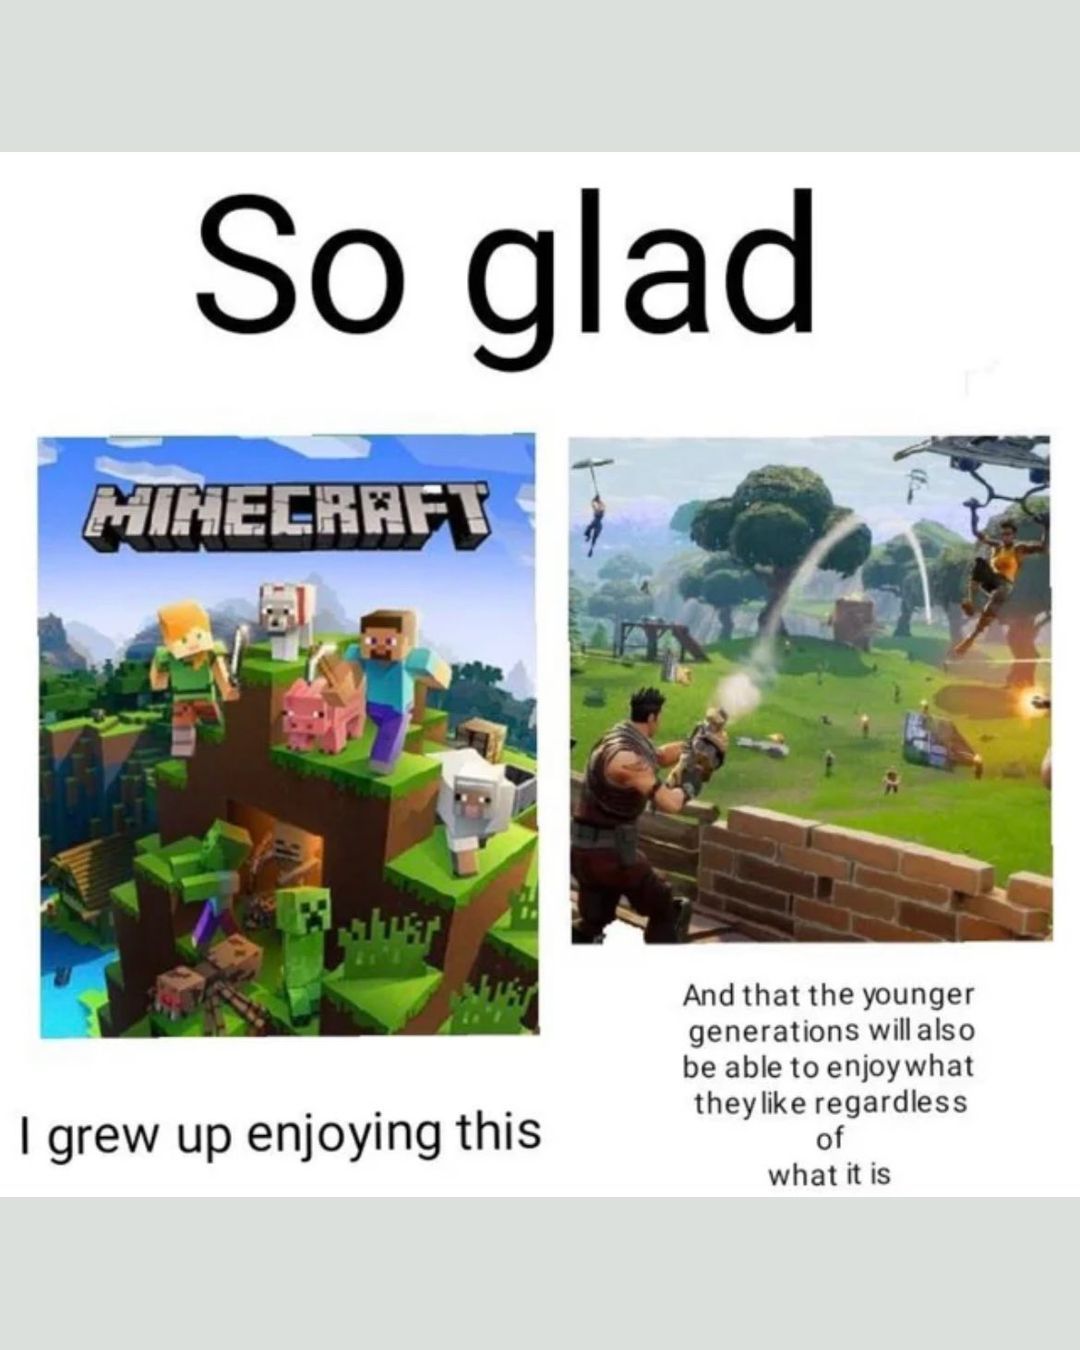 So glad
MINECRAFT
I grew up enjoying this
And that the younger
generations will also
be able to enjoy what
they like regardless
of
what it is